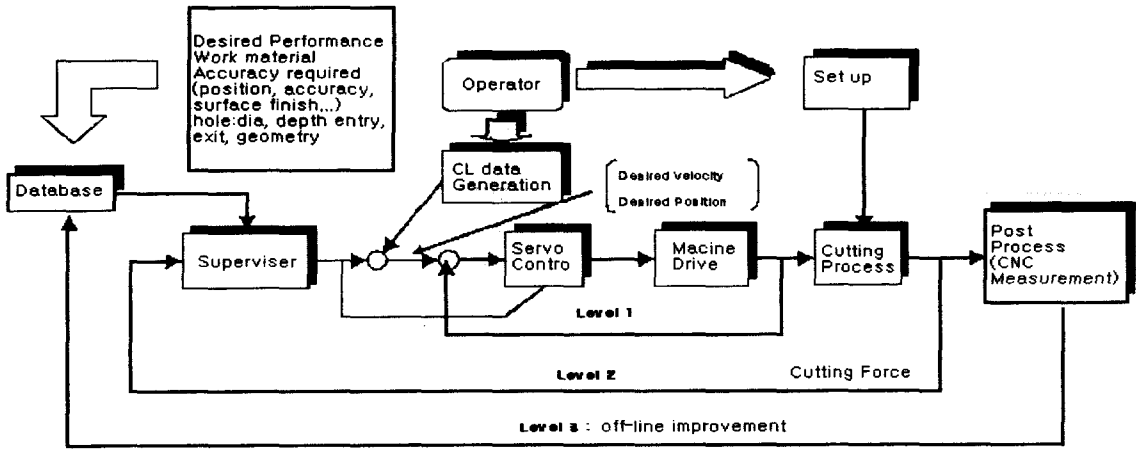 Desired Performance
Work material
Accuracy required
(position, accuracy,
surface finish,..)
hole:dia, depth entry,
exit, geometry
Operator
Set up
CL data
Generation
Desired Velocity
Desired Position
Database
Superviser
Servo
Contro
Macine
Drive
Cutting
Process
Post
Process
(CNC
Measurement)
Level 1
Level 2
Cutting Force
Level 3 : off-line improvement